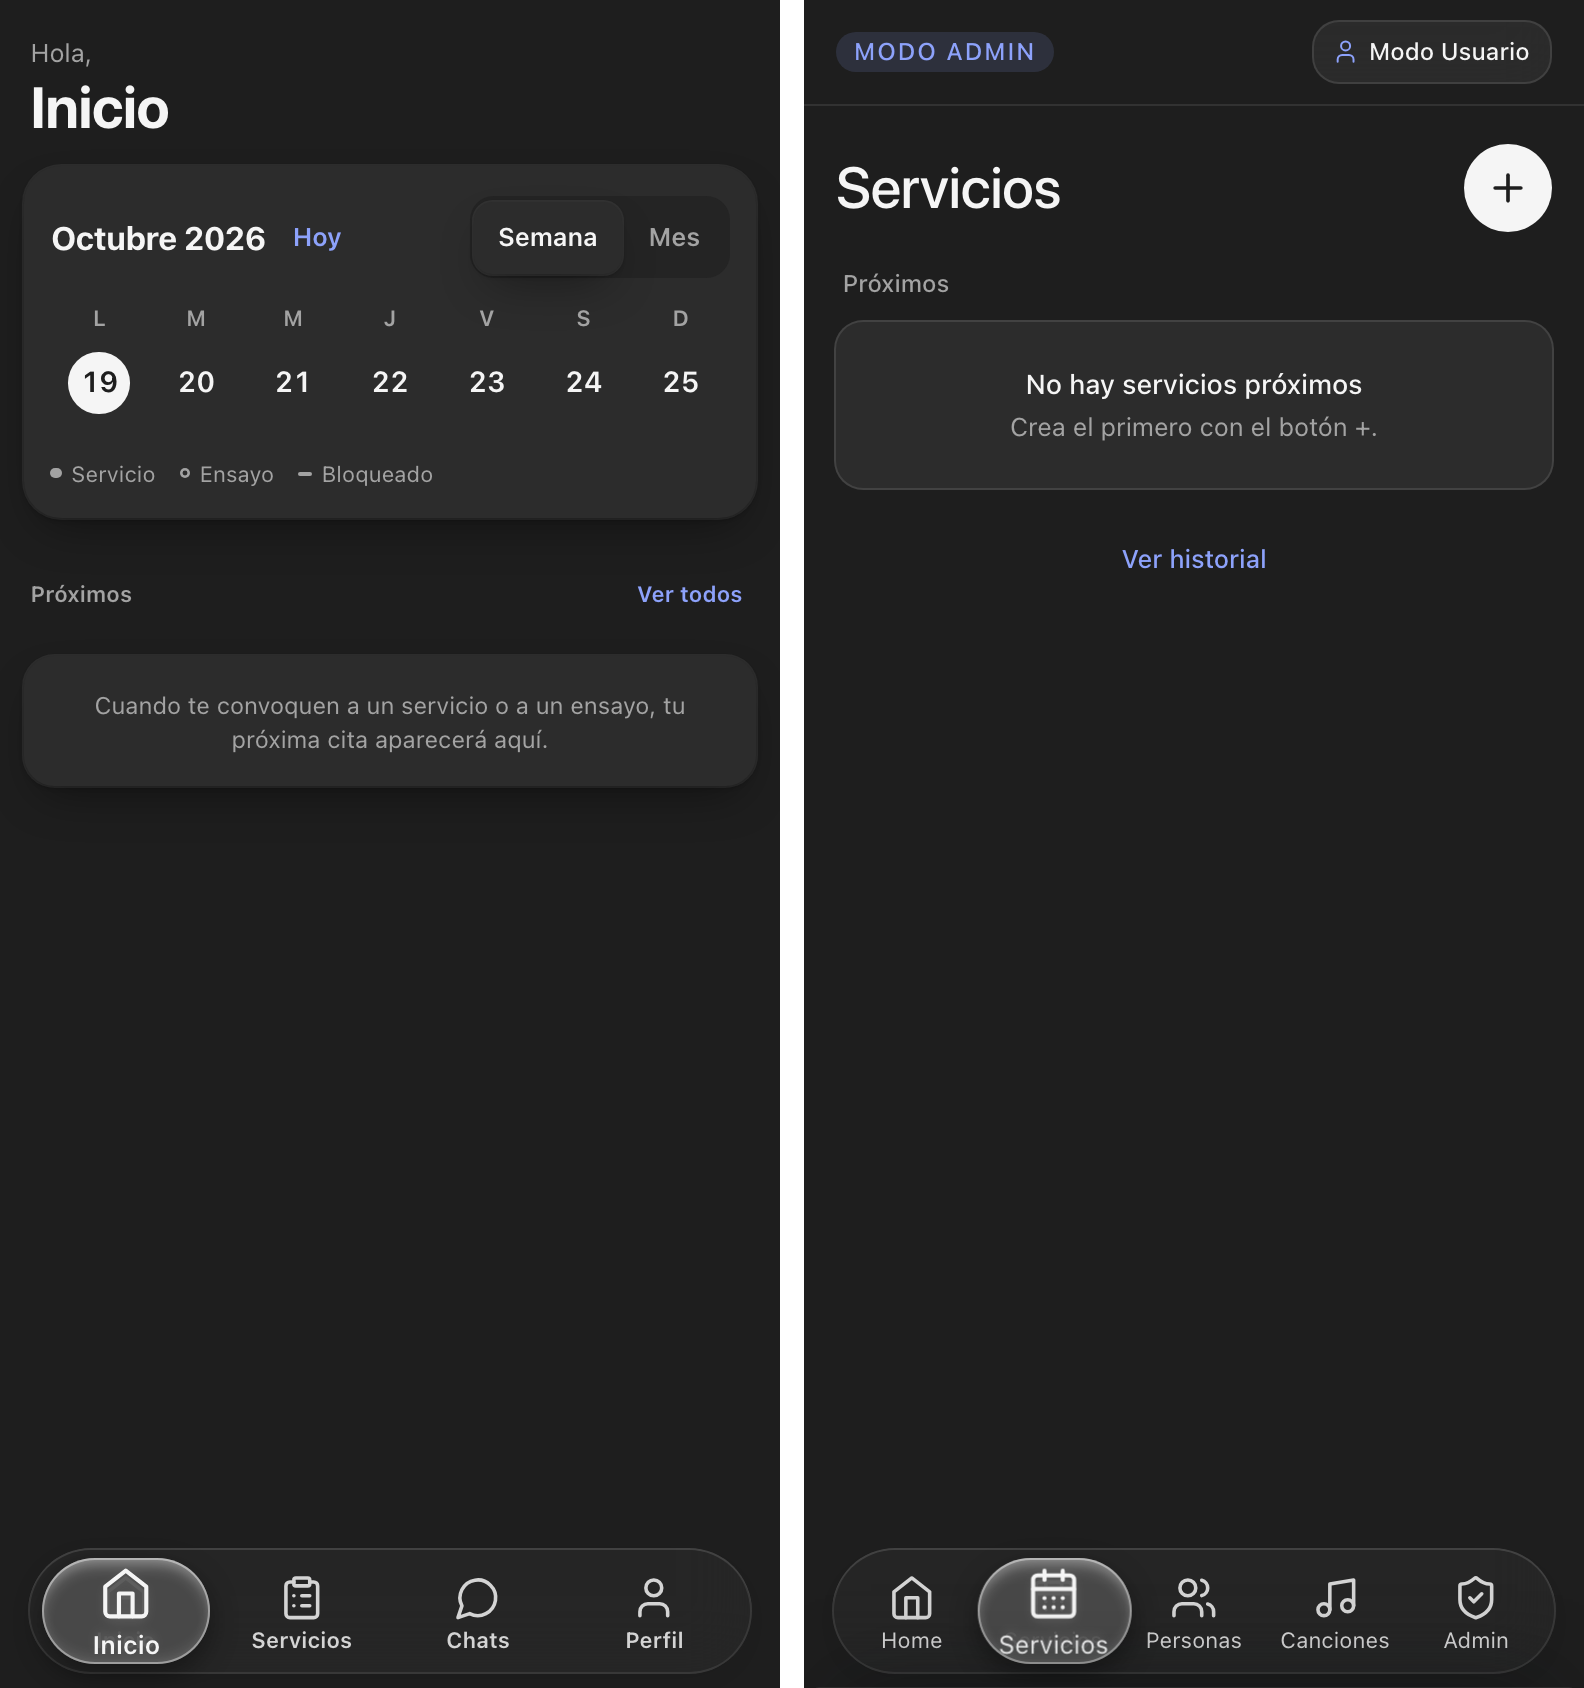 Hola,
Inicio
Octubre 2026 Hoy Semana Mes
L M M J V S D
19 20 21 22 23 24 25
Servicio Ensayo Bloqueado
Próximos Ver todos
Cuando te convoquen a un servicio o a un ensayo, tu
próxima cita aparecerá aquí.
Inicio Servicios Chats Perfil
MODO ADMIN Modo Usuario
Servicios +
Próximos
No hay servicios próximos
Crea el primero con el botón +.
Ver historial
Home Servicios Personas Canciones Admin